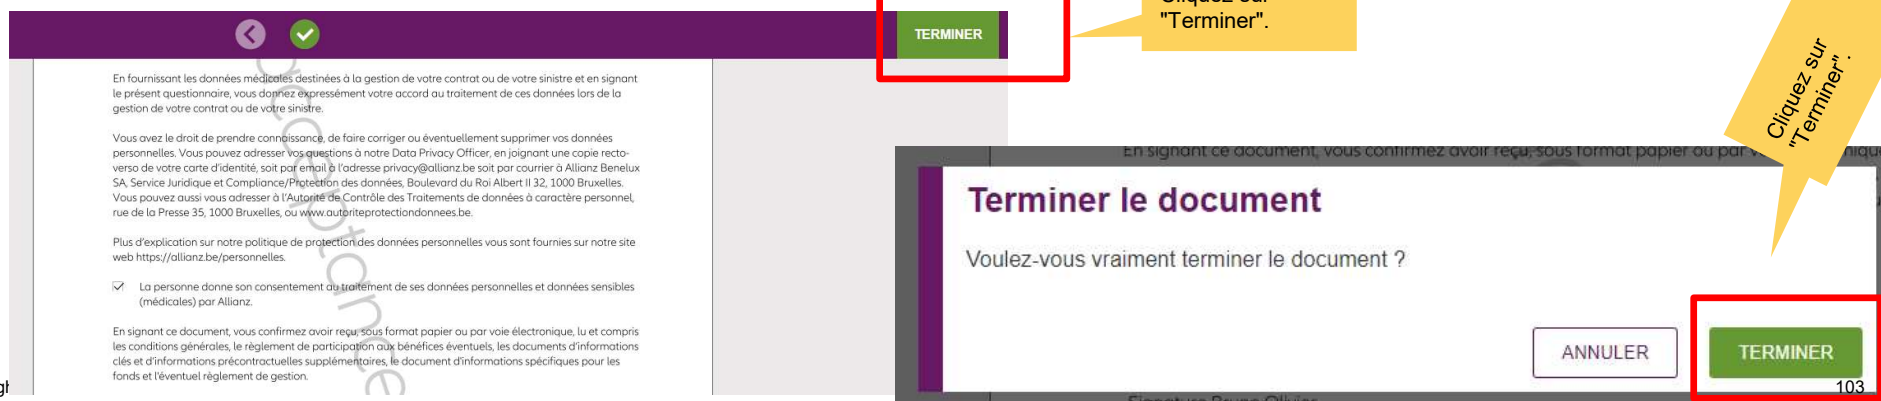 Cliquez sur
"Terminer".
TERMINER
En fournissant les données médicales destinées à la gestion de votre contrat ou de votre sinistre et en signant
le présent questionnaire, vous donnez expressément votre accord au traitement de ces données lors de la
gestion de votre contrat ou de votre sinistre.
Vous avez le droit de prendre connaissance, de faire corriger ou éventuellement supprimer vos données
personnelles. Vous pouvez adresser vos questions à notre Data Privacy Officer, en joignant une copie recto-
verso de votre carte d'identité, soit par email à l'adresse privacy@allianz.be soit par courrier à Allianz Benelux
SA, Service Juridique et Compliance/Protection des données, Boulevard du Roi Albert II 32, 1000 Bruxelles.
Vous pouvez aussi vous adresser à l'Autorité de Contrôle des Traitements de données à caractère personnel,
rue de la Presse 35, 1000 Bruxelles, ou www.autoriteprotectiondonnees.be.
Plus d'explication sur notre politique de protection des données personnelles vous sont fournies sur notre site
web https://allianz.be/personnelles.
La personne donne son consentement au traitement de ses données personnelles et données sensibles
(médicales) par Allianz.
En signant ce document, vous confirmez avoir reçu, sous format papier ou par voie électronique, lu et compris
les conditions générales, le règlement de participation aux bénéfices éventuels, les documents d'informations
clés et d'informations précontractuelles supplémentaires, le document d'informations spécifiques pour les
fonds et l'éventuel règlement de gestion.
cceptance
Cliquez sur
"Terminer".
En signant ce document, vous confirmez avoir reçu, sous format papier ou par
Terminer le document
Voulez-vous vraiment terminer le document ?
ANNULER
TERMINER
103